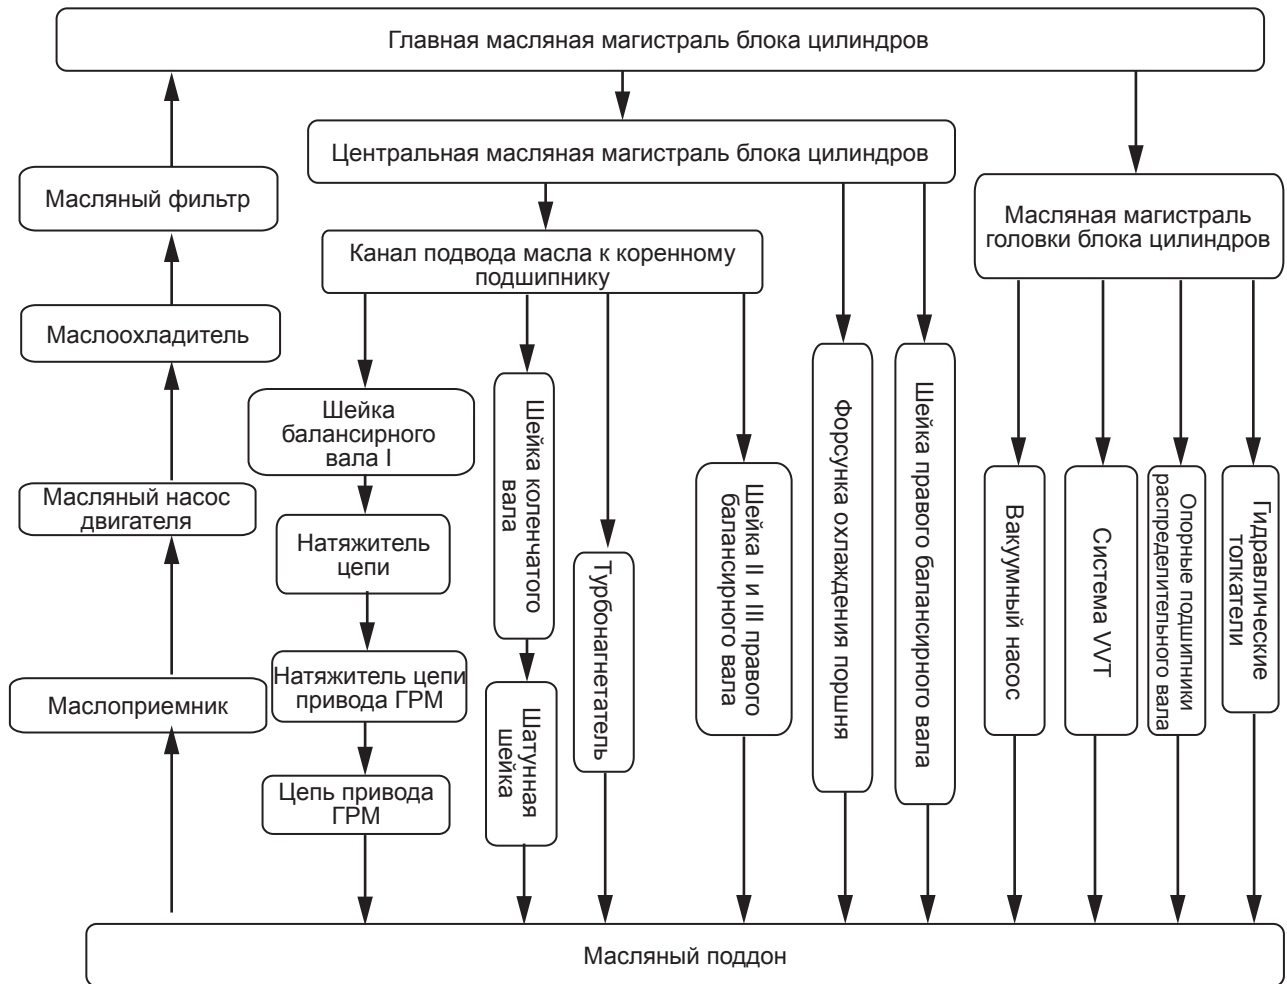 Главная масляная магистраль блока цилиндров
Центральная масляная магистраль блока цилиндров
Масляный фильтр
Масляная магистраль
головки блока цилиндров
Канал подвода масла к коренному
подшипнику
Маслоохладитель
Шейка
балансирного
вала I
Шейка коленчатого
вала
Форсунка охлаждения поршня
Шейка правого балансирного вала
Шейка II и III правого
балансирного вала
Вакуумный насос
Система VVT
Опорные подшипники
распределительного вала
Гидравлические
толкатели
Масляный насос
двигателя
Натяжитель
цепи
Турбонагнетатель
Натяжитель цепи
привода ГРМ
Маслоприемник
Шатунная
шейка
Цепь привода
ГРМ
Масляный поддон